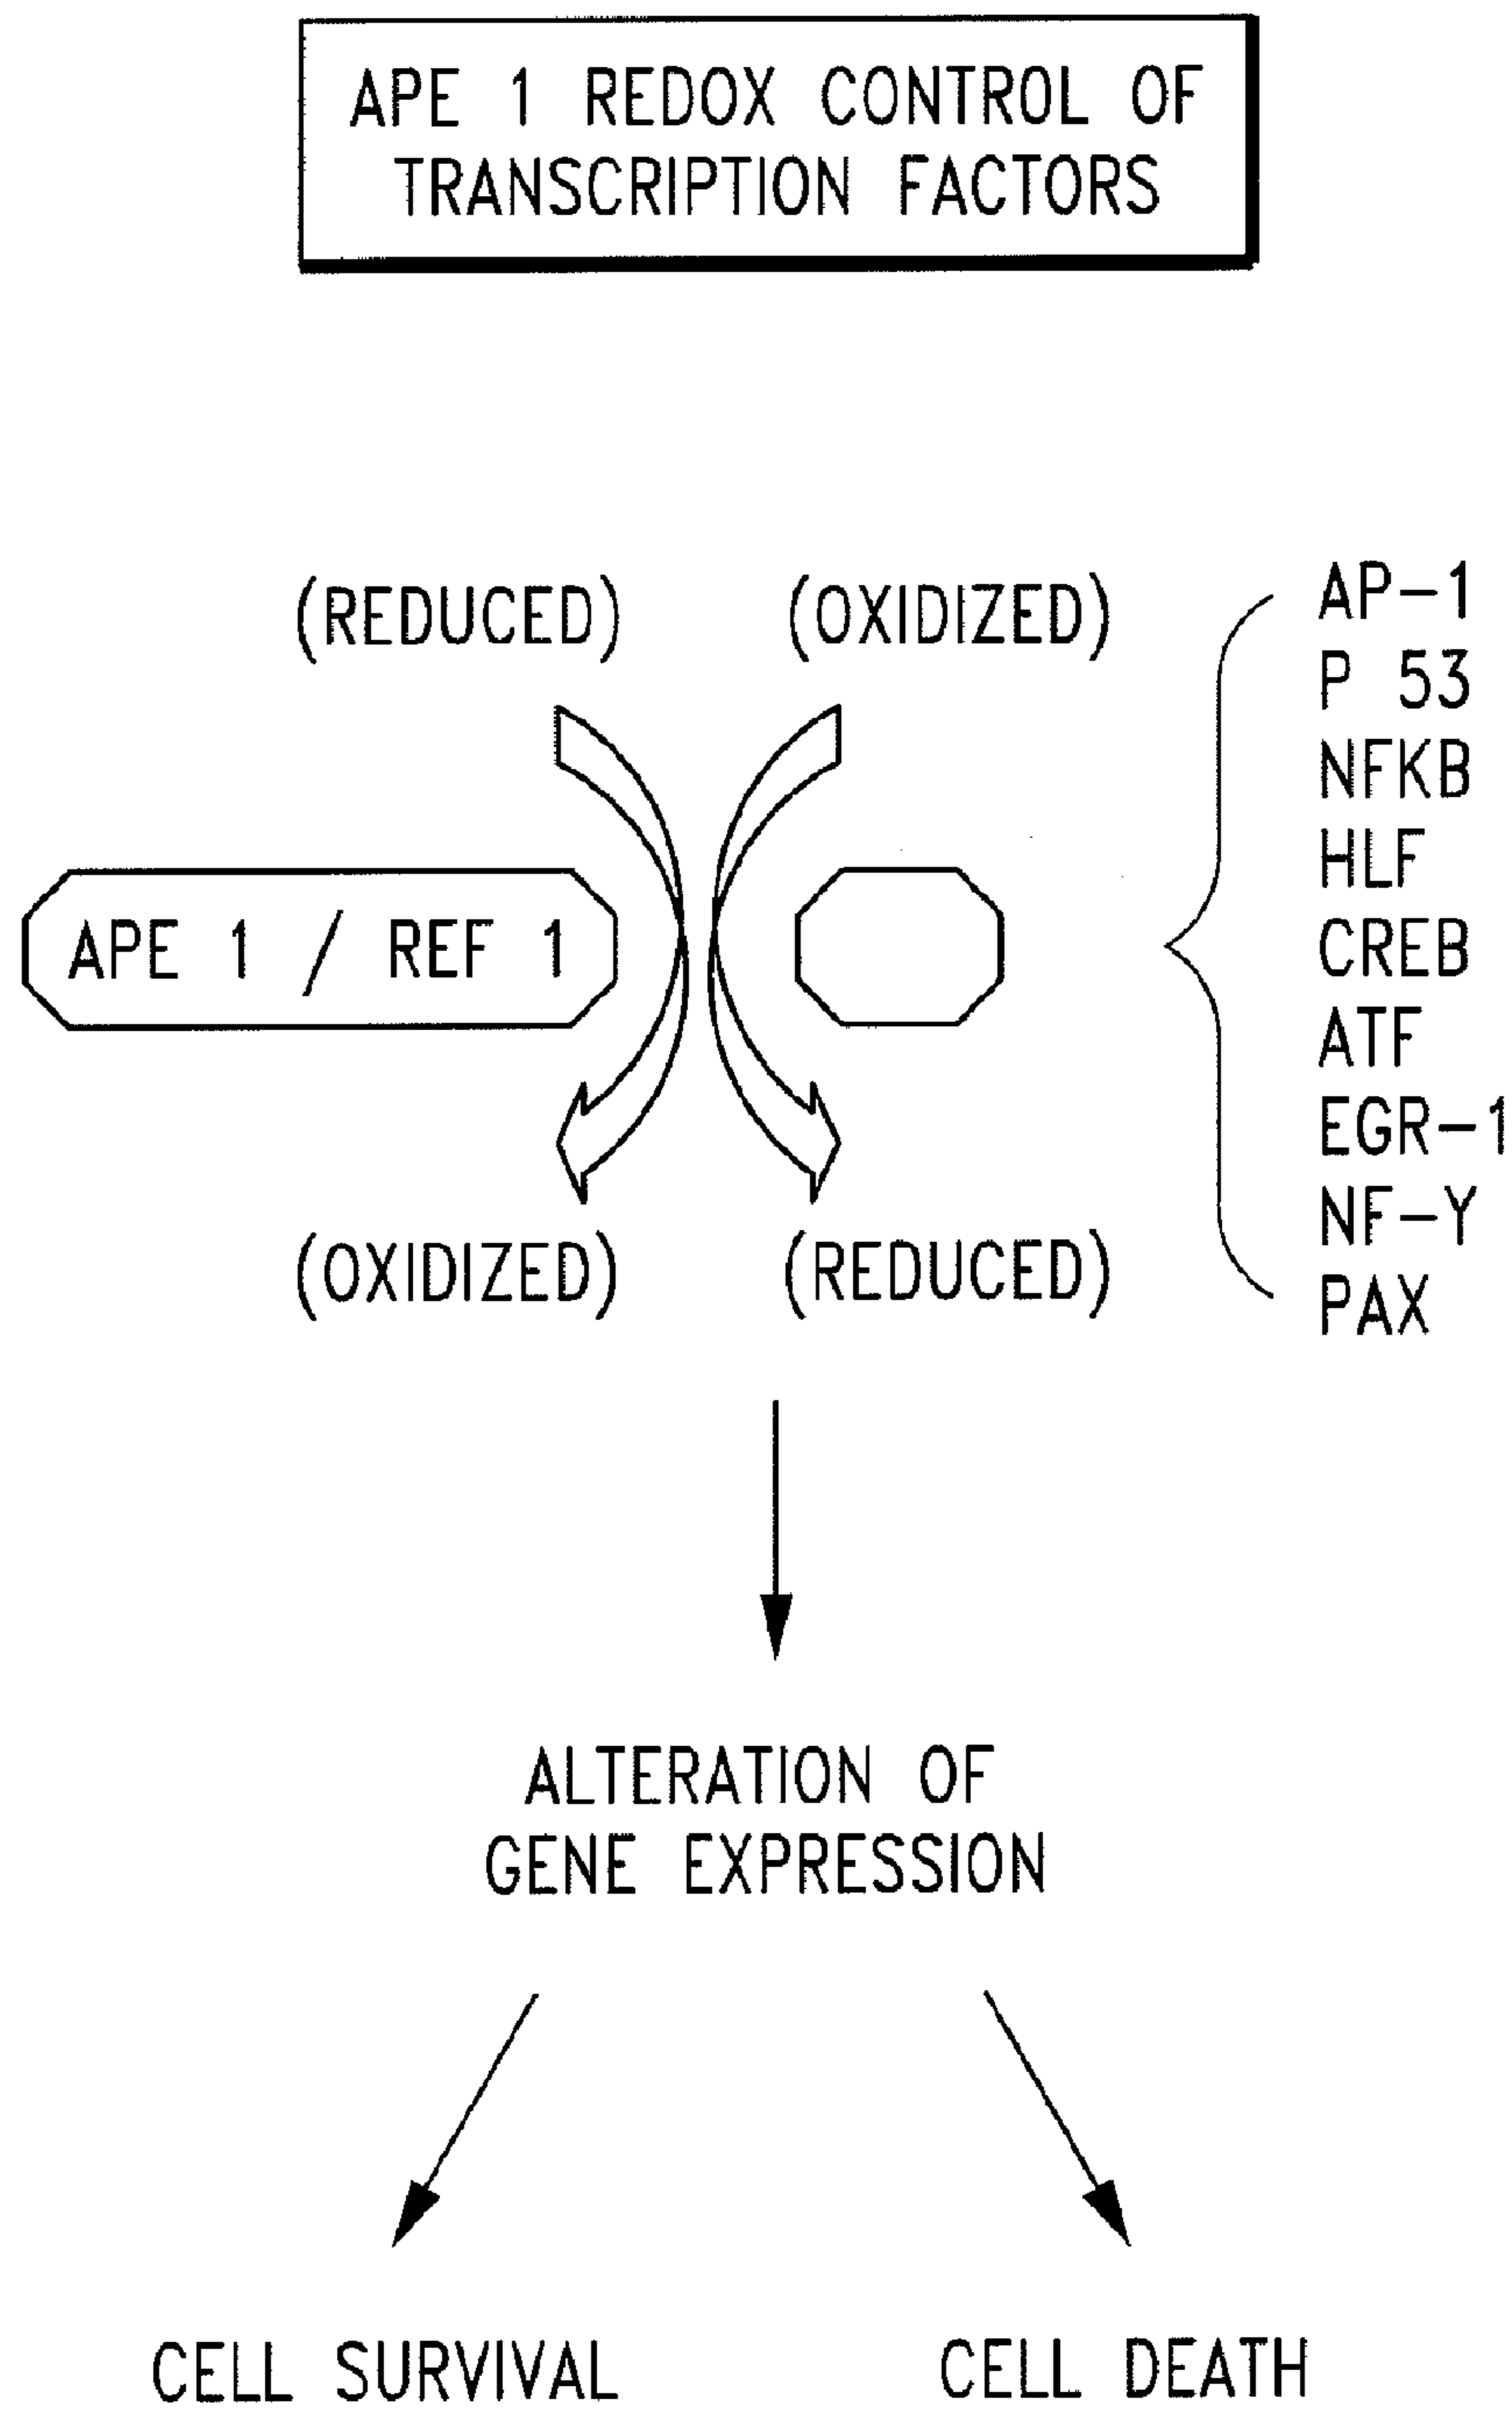 APE 1 REDOX CONTROL OF
TRANSCRIPTION FACTORS
(REDUCED) (OXIDIZED)
AP-1
P 53
NFKB
HLF
CREB
ATF
EGR-1
NF-Y
PAX
APE 1 / REF 1
(OXIDIZED) (REDUCED)
ALTERATION OF
GENE EXPRESSION
CELL SURVIVAL CELL DEATH